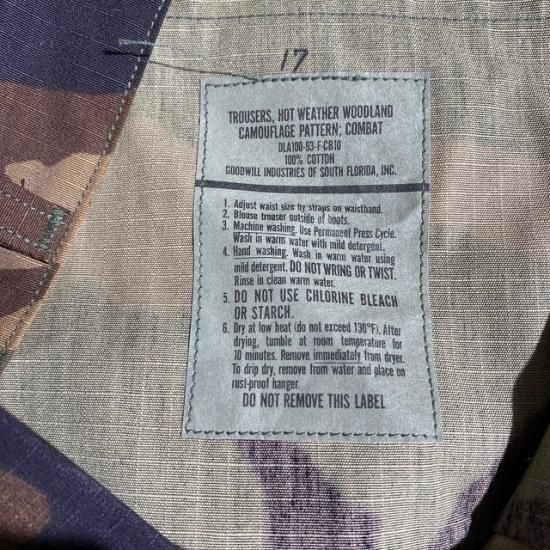 17
TROUSERS, HOT WEATHER WOODLAND
CAMOUFLAGE PATTERN; COMBAT
DLA100-93-F-CB10
100% COTTON
GOODWILL INDUSTRIES OF SOUTH FLORIDA, INC.
1. Adjust waist size by straps on waistband.
2. Blouse trouser outside of boots.
3. Machine washing. Use Permanent Press Cycle.
Wash in warm water with mild detergent.
4. Hand washing. Wash in warm water using
mild detergent. DO NOT WRING OR TWIST.
Rinse in clean warm water.
5. DO NOT USE CHLORINE BLEACH
OR STARCH.
6. Dry at low heat (do not exceed 130°F). After
drying, tumble at room temperature for
10 minutes. Remove immediately from dryer.
To drip dry, remove from water and place on
rust-proof hanger.
DO NOT REMOVE THIS LABEL